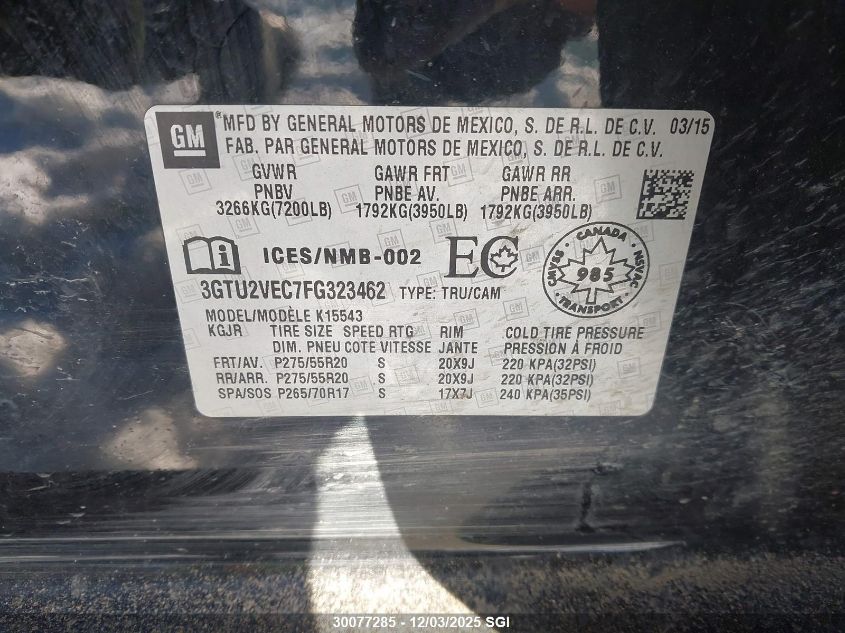 GM
® MFD BY GENERAL MOTORS DE MEXICO, S. DE R.L. DE C.V. 03/15
FAB. PAR GENERAL MOTORS DE MEXICO, S. DE R.L. DE C.V.
GVWR GAWR FRT GAWR RR
PNBV PNBE AV. PNBE ARR.
3266KG(7200LB) 1792KG(3950LB) 1792KG(3950LB)
i ICES/NMB-002 EC
CANADA
CMVSS 985 NSVAC
TRANSPORT
3GTU2VEC7FG323462 TYPE: TRU/CAM
MODEL/MODÈLE K15543
KGJR TIRE SIZE SPEED RTG RIM COLD TIRE PRESSURE
DIM. PNEU COTE VITESSE JANTE PRESSION À FROID
FRT/AV. P275/55R20 S 20X9J 220 KPA(32PSI)
RR/ARR. P275/55R20 S 20X9J 220 KPA(32PSI)
SPA/SOS P265/70R17 S 17X7J 240 KPA(35PSI)
30077285 - 12/03/2025 SGI